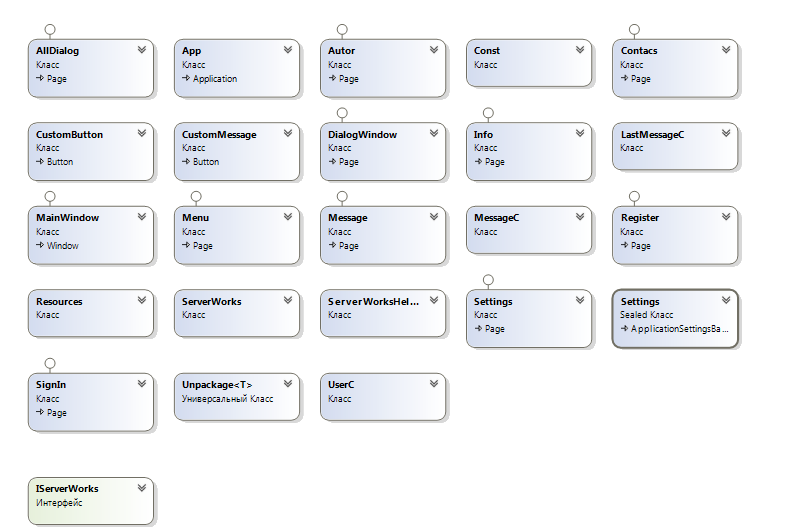 AllDialog
Класс
Page
App
Класс
Application
Autor
Класс
Page
Const
Класс
Contacs
Класс
Page
CustomButton
Класс
Button
CustomMessage
Класс
Button
DialogWindow
Класс
Page
Info
Класс
Page
LastMessageC
Класс
MainWindow
Класс
Window
Menu
Класс
Page
Message
Класс
Page
MessageC
Класс
Register
Класс
Page
Resources
Класс
ServerWorks
Класс
ServerWorksHel...
Класс
Settings
Класс
Page
Settings
Sealed Класс
ApplicationSettingsBa...
SignIn
Класс
Page
Unpackage<T>
Универсальный Класс
UserC
Класс
IServerWorks
Интерфейс